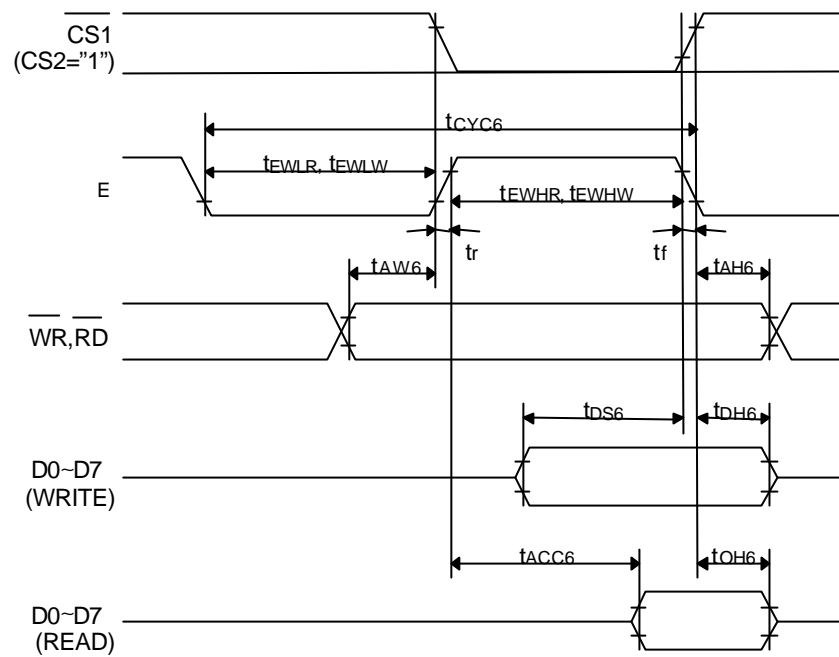 CS1
(CS2="1")
tCYC6
tEWLR, tEWLW
E
tEWHR, tEWHW
tr
tf
tAW6
tAH6
WR,RD
tDS6
tDH6
D0~D7
(WRITE)
tACC6
tOH6
D0~D7
(READ)